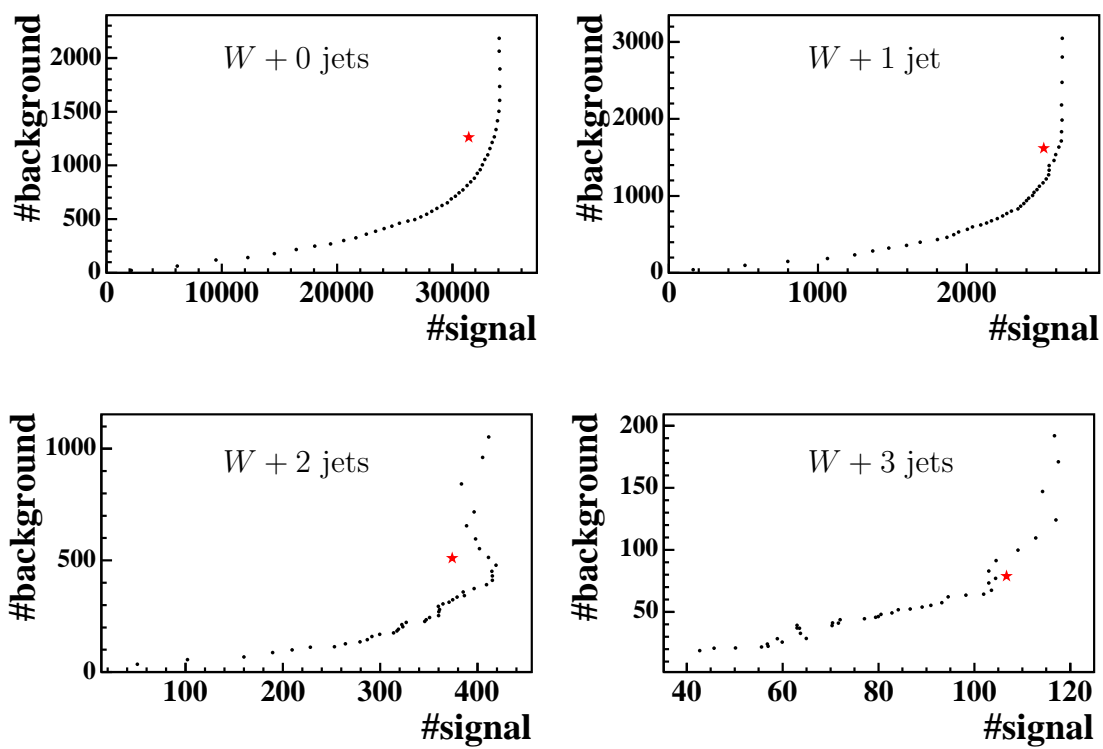 #background
2000
1500
1000
500
0
W + 0 jets
0 10000 20000 30000
#signal
#background
3000
2000
1000
0
W + 1 jet
0 1000 2000
#signal
#background
1000
500
0
W + 2 jets
100 200 300 400
#signal
#background
200
150
100
50
W + 3 jets
40 60 80 100 120
#signal